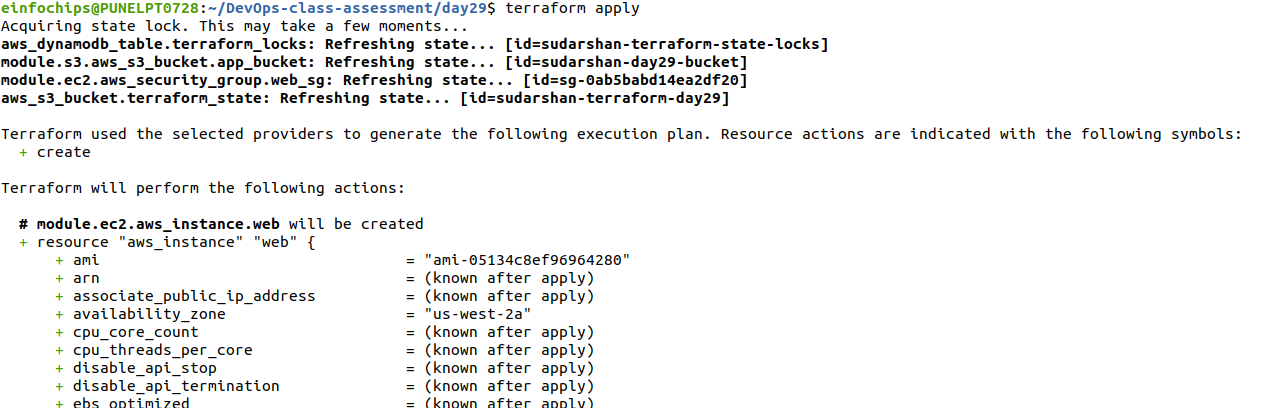 einfochips@PUNELPT0728:~/DevOps-class-assessment/day29$ terraform apply
Acquiring state lock. This may take a few moments...
aws_dynamodb_table.terraform_locks: Refreshing state... [id=sudarshan-terraform-state-locks]
module.s3.aws_s3_bucket.app_bucket: Refreshing state... [id=sudarshan-day29-bucket]
module.ec2.aws_security_group.web_sg: Refreshing state... [id=sg-0ab5babd14ea2df20]
aws_s3_bucket.terraform_state: Refreshing state... [id=sudarshan-terraform-day29]

Terraform used the selected providers to generate the following execution plan. Resource actions are indicated with the following symbols:
  + create

Terraform will perform the following actions:

  # module.ec2.aws_instance.web will be created
  + resource "aws_instance" "web" {
      + ami                                  = "ami-05134c8ef96964280"
      + arn                                  = (known after apply)
      + associate_public_ip_address          = (known after apply)
      + availability_zone                    = "us-west-2a"
      + cpu_core_count                       = (known after apply)
      + cpu_threads_per_core                 = (known after apply)
      + disable_api_stop                     = (known after apply)
      + disable_api_termination              = (known after apply)
      + ebs_optimized                        = (known after apply)